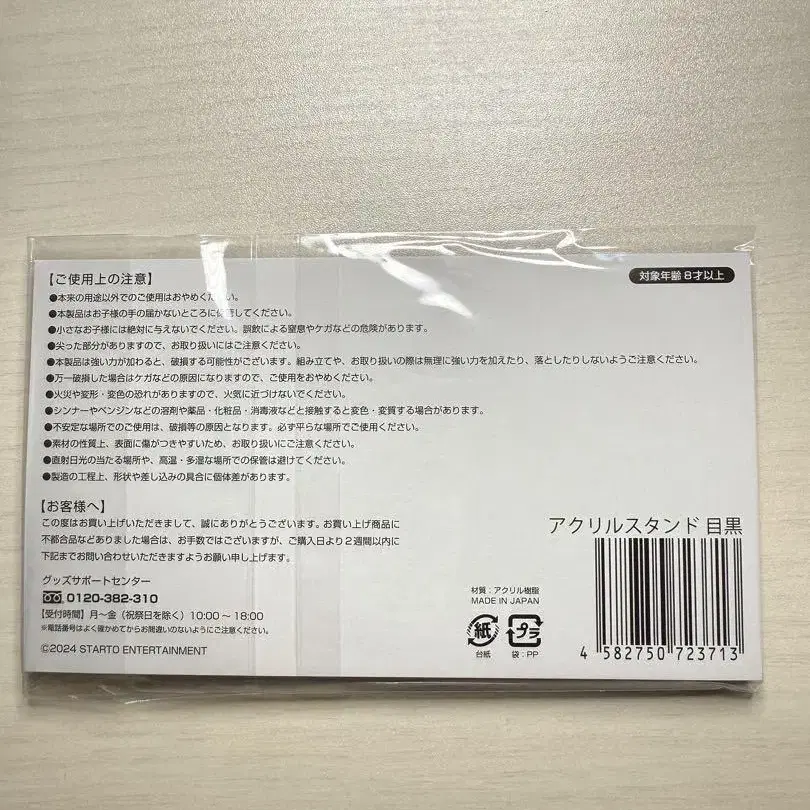 【ご使用上の注意】
対象年齢 8才以上
●本来の用途以外でのご使用はおやめください。
●本製品はお子様の手の届かないところに保管してください。
●小さなお子様には絶対に与えないでください。誤飲による窒息やケガなどの危険があります。
●尖った部分がありますので、お取り扱いにはご注意ください。
●本製品は強い力が加わると、破損する可能性がございます。組み立てや、お取り扱いの際は無理に強い力を加えたり、落としたりしないようご注意ください。
●万一破損した場合はケガなどの原因になりますので、ご使用をおやめください。
●火災や変形・変色の恐れがありますので、火気に近づけないでください。
●シンナーやベンジンなどの溶剤や薬品・化粧品・消毒液などと接触すると変色・変質する場合があります。
●不安定な場所でのご使用は、破損等の原因となります。必ず平らな場所でご使用ください。
●素材の性質上、表面に傷がつきやすいため、お取り扱いにご注意ください。
●直射日光の当たる場所や、高温・多湿な場所での保管は避けてください。
●製造の工程上、形状や差し込みの具合に個体差があります。
【お客様へ】
この度はお買い上げいただきまして、誠にありがとうございます。お買い上げ商品に
不都合品などありました場合は、お手数ではございますが、ご購入日より2週間以内に
下記までお問い合わせいただきますようお願い申し上げます。
グッズサポートセンター
0120-382-310
【受付時間】月～金（祝祭日を除く）10:00～18:00
※電話番号はよく確かめてからお間違いのないようにご注意ください。
©2024 STARTO ENTERTAINMENT
アクリルスタンド 目黒
材質：アクリル樹脂
MADE IN JAPAN
紙 プラ
台紙 袋：PP
4 582750 723713